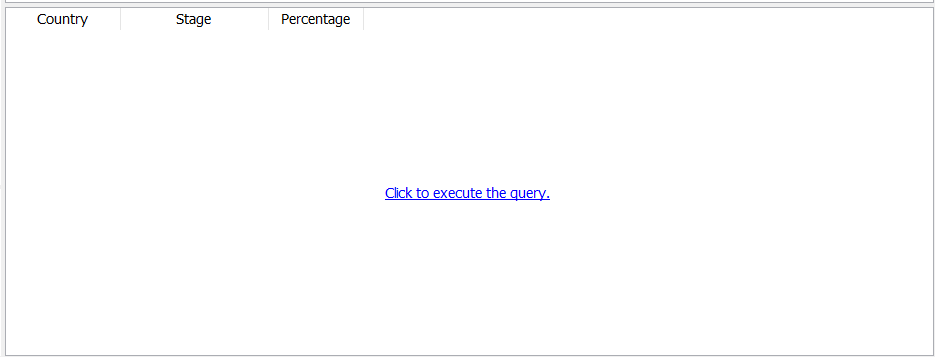 Country Stage Percentage
Click to execute the query.